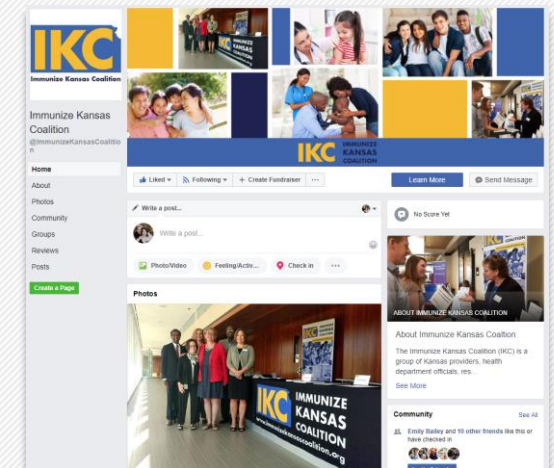 IKC
Immunize Kansas Coalition
Immunize Kansas
Coalition
@ImmunizeKansasCoalitio
n
Home
About
Photos
Community
Groups
Reviews
Posts
Create a Page
IKC IMMUNIZE
KANSAS
COALITION
Liked
Following
+ Create Fundraiser
...
Learn More
Send Message
Write a post...
Write a post...
Photo/Video
Feeling/Activ...
Check in
...
Photos
IKC IMMUNIZE
KANSAS
COALITION
www.immunizekansascoalition.org
No Score Yet
ABOUT IMMUNIZE KANSAS COALITION
About Immunize Kansas Coalition
The Immunize Kansas Coalition (IKC) is a
group of Kansas providers, health
department officials, res...
See More
Community
See All
Emily Bailey and 10 other friends like this or
have checked in